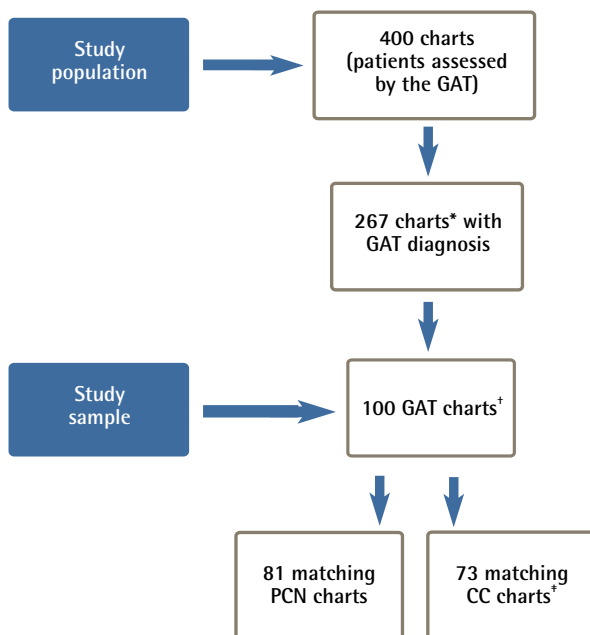 Study
population
400 charts
(patients assessed
by the GAT)
267 charts* with
GAT diagnosis
Study
sample
100 GAT charts†
81 matching
PCN charts
73 matching
CC charts‡